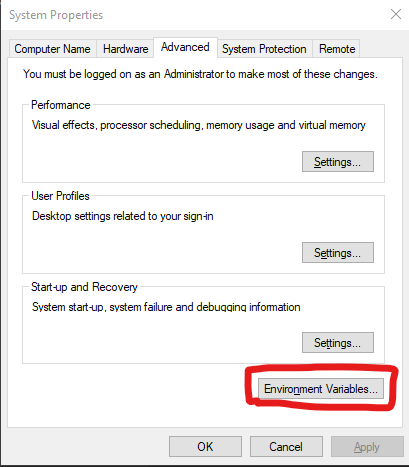 System Properties
Computer Name Hardware Advanced System Protection Remote
You must be logged on as an Administrator to make most of these changes.
Performance
Visual effects, processor scheduling, memory usage and virtual memory
Settings...
User Profiles
Desktop settings related to your sign-in
Settings...
Start-up and Recovery
System start-up, system failure and debugging information
Settings...
Environment Variables...
OK Cancel Apply